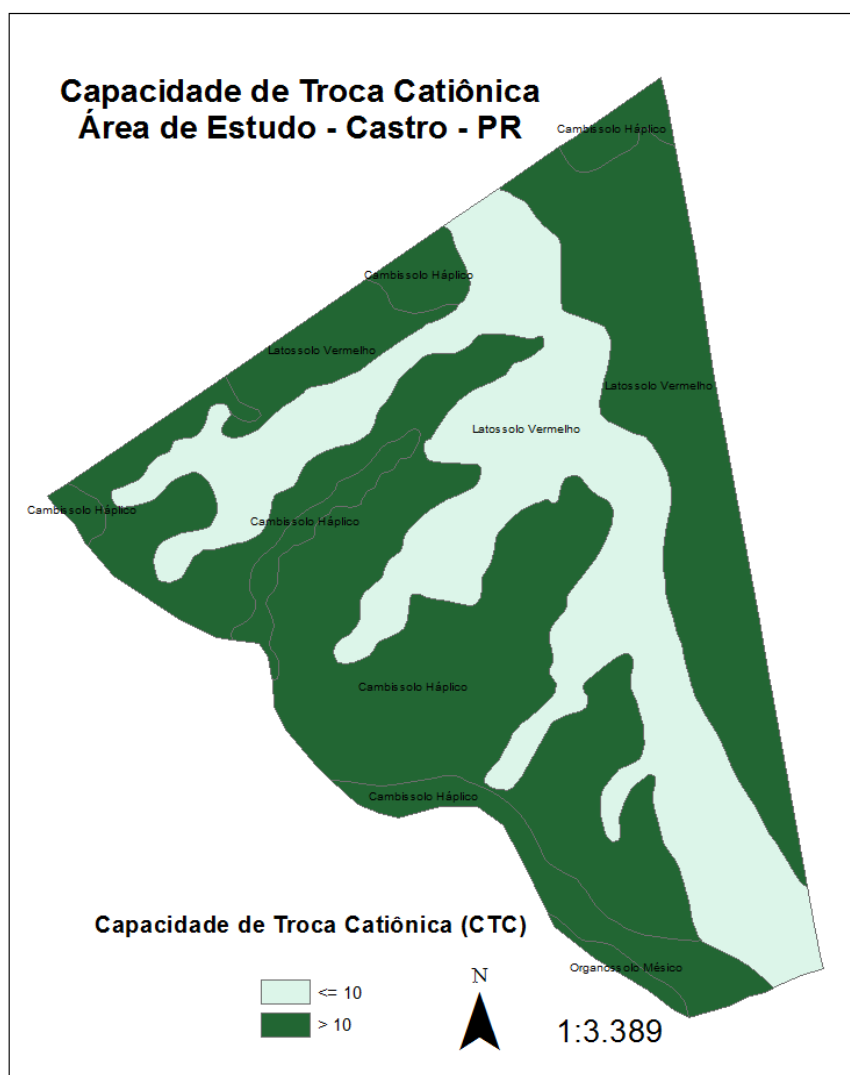 Capacidade de Troca Catiônica
Área de Estudo - Castro - PR
Cambissolo Háplico
Cambissolo Háplico
Latossolo Vermelho
Latossolo Vermelho
Latossolo Vermelho
Cambissolo Háplico
Cambissolo Háplico
Cambissolo Háplico
Cambissolo Háplico
Capacidade de Troca Catiônica (CTC)
Organossolo Mésico
N
<= 10
> 10
1:3.389